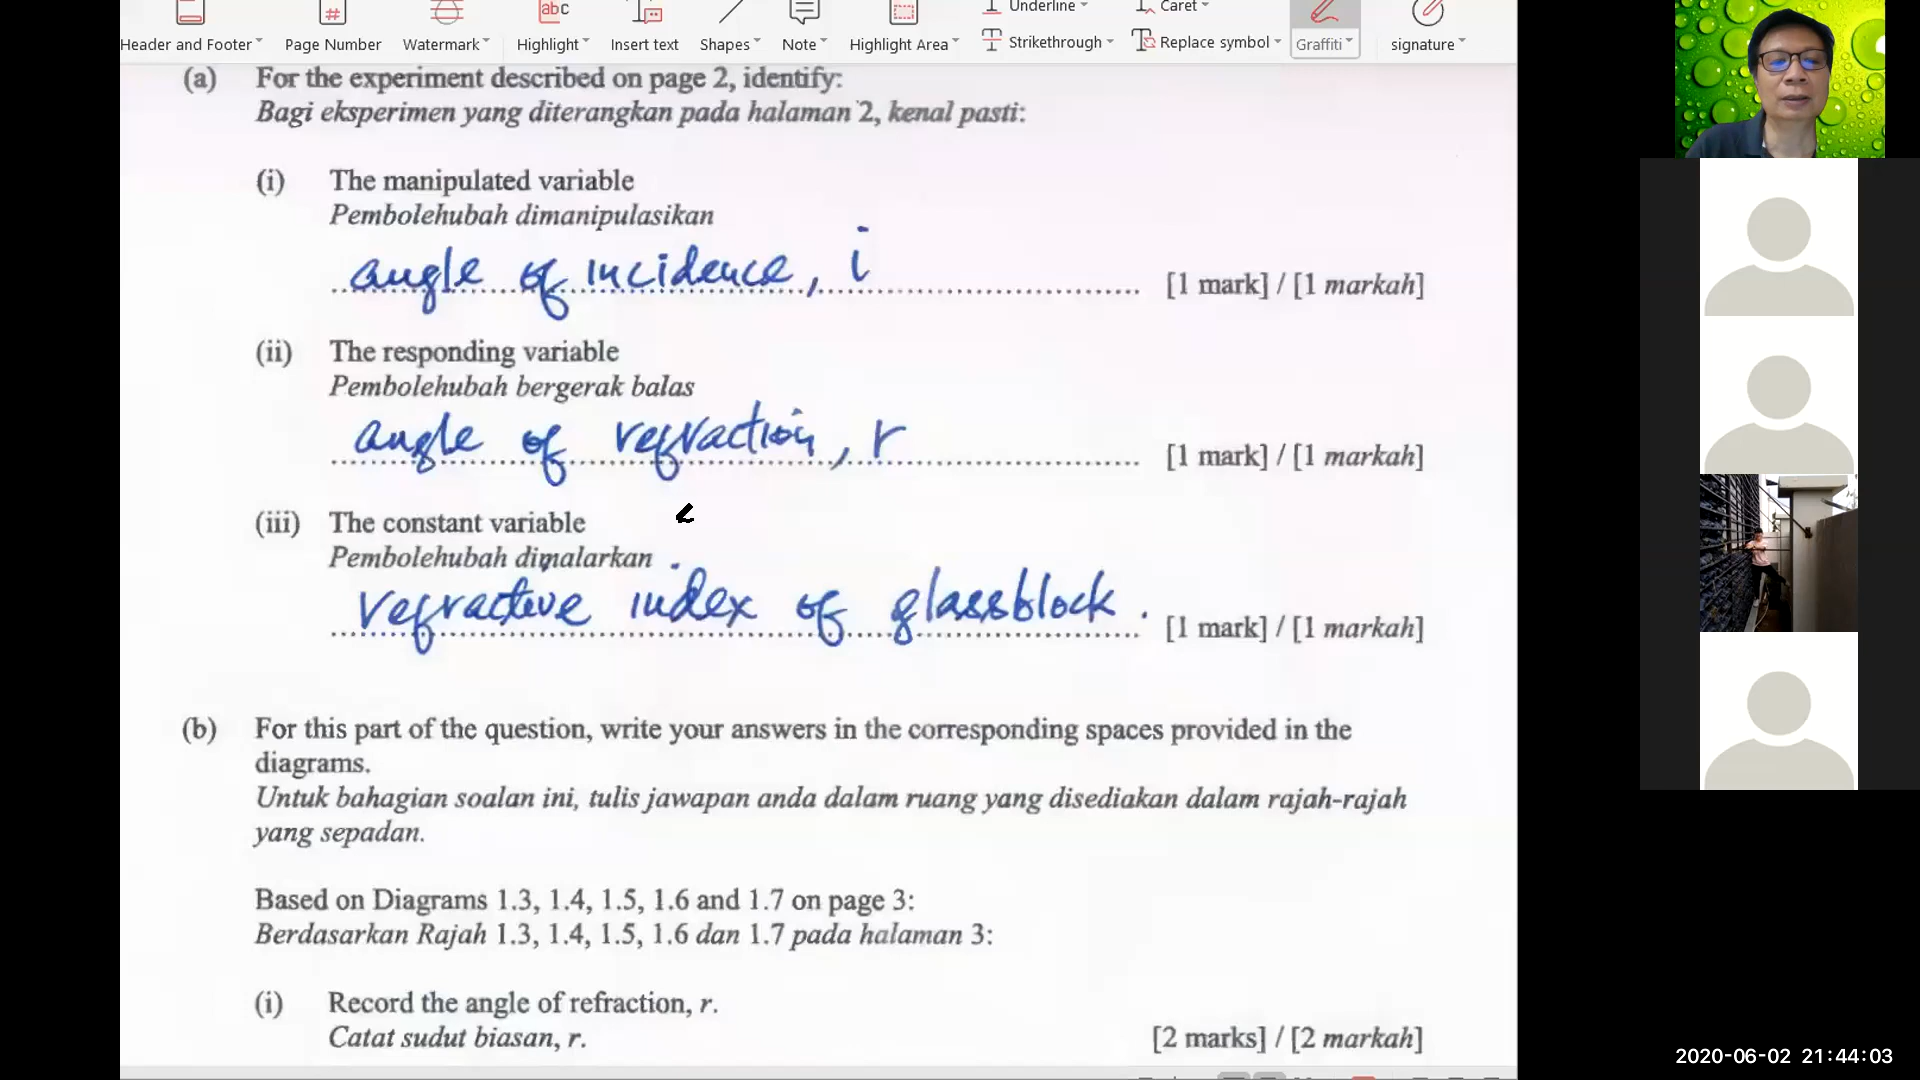 Underline Caret
Header and Footer Page Number Watermark Highlight Insert text Shapes Note Highlight Area Strikethrough Replace symbol Graffiti signature
abc
(a) For the experiment described on page 2, identify:
Bagi eksperimen yang diterangkan pada halaman 2, kenal pasti:
(i) The manipulated variable
Pembolehubah dimanipulasikan
angle of incidence, i
[1 mark] / [1 markah]
(ii) The responding variable
Pembolehubah bergerak balas
angle of refraction, r
[1 mark] / [1 markah]
(iii) The constant variable
Pembolehubah dimalarkan
refractive index of glassblock.
[1 mark] / [1 markah]
(b) For this part of the question, write your answers in the corresponding spaces provided in the
diagrams.
Untuk bahagian soalan ini, tulis jawapan anda dalam ruang yang disediakan dalam rajah-rajah
yang sepadan.
Based on Diagrams 1.3, 1.4, 1.5, 1.6 and 1.7 on page 3:
Berdasarkan Rajah 1.3, 1.4, 1.5, 1.6 dan 1.7 pada halaman 3:
(i) Record the angle of refraction, r.
Catat sudut biasan, r.
[2 marks] / [2 markah]
2020-06-02 21:44:03